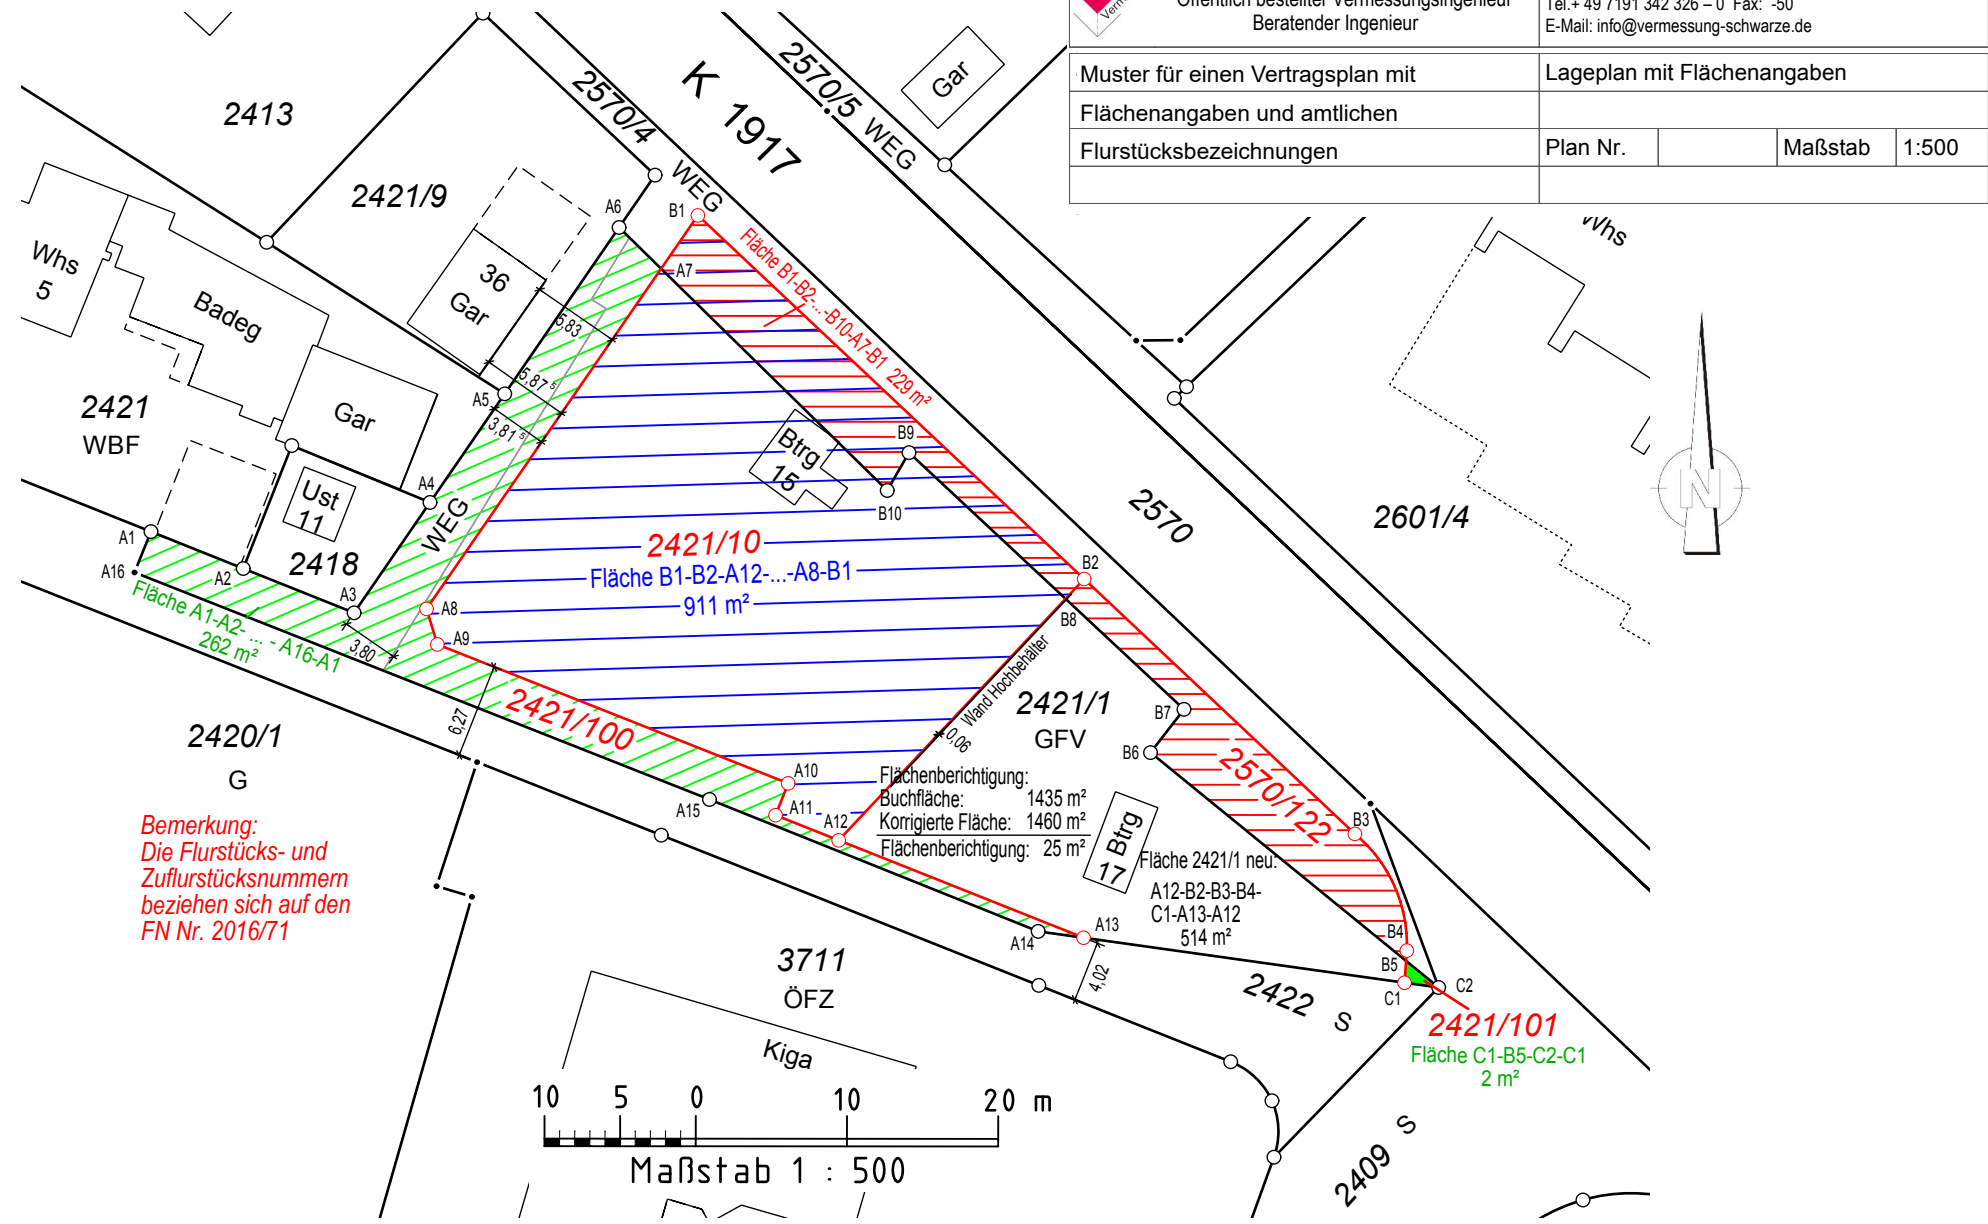 Öffentlich bestellter Vermessungsingenieur
Beratender Ingenieur
Tel.+ 49 7191 342 326 – 0 Fax: -50
E-Mail: info@vermessung-schwarze.de
Muster für einen Vertragsplan mit
Flächenangaben und amtlichen
Flurstücksbezeichnungen
Lageplan mit Flächenangaben
Plan Nr.
Maßstab
1:500
2413
2570/4
WEG
K 1917
2570/5 WEG
Gar
2421/9
A6
B1
Whs
Whs
5
36
Gar
A7
Fläche B1-B2-...-B10-A7-B1 229 m²
Badeg
5,83
5,87⁵
3,81⁵
A5
2421
WBF
Gar
Btrg
15
B9
B10
A4
WEG
Ust
11
2418
2570
2601/4
N
A1
A16
A2
A3
2421/10
Fläche B1-B2-A12-...-A8-B1
911 m²
B2
B8
A8
A9
Fläche A1-A2- ... - A16-A1
262 m²
3,80
Wand Hochbehälter
0,06
2421/1
GFV
B7
B6
2421/100
6,27
2420/1
G
2570/122
A10
A11
A12
A15
Flächenberichtigung:
Buchfläche: 1435 m²
Korrigierte Fläche: 1460 m²
Flächenberichtigung: 25 m²
Btrg
17
Fläche 2421/1 neu:
A12-B2-B3-B4-
C1-A13-A12
514 m²
B3
B4
B5
C1
C2
Bemerkung:
Die Flurstücks- und
Zuflurstücksnummern
beziehen sich auf den
FN Nr. 2016/71
A14
A13
4,02
3711
ÖFZ
2422 S
2421/101
Fläche C1-B5-C2-C1
2 m²
Kiga
10 5 0 10 20 m
Maßstab 1 : 500
2409 S